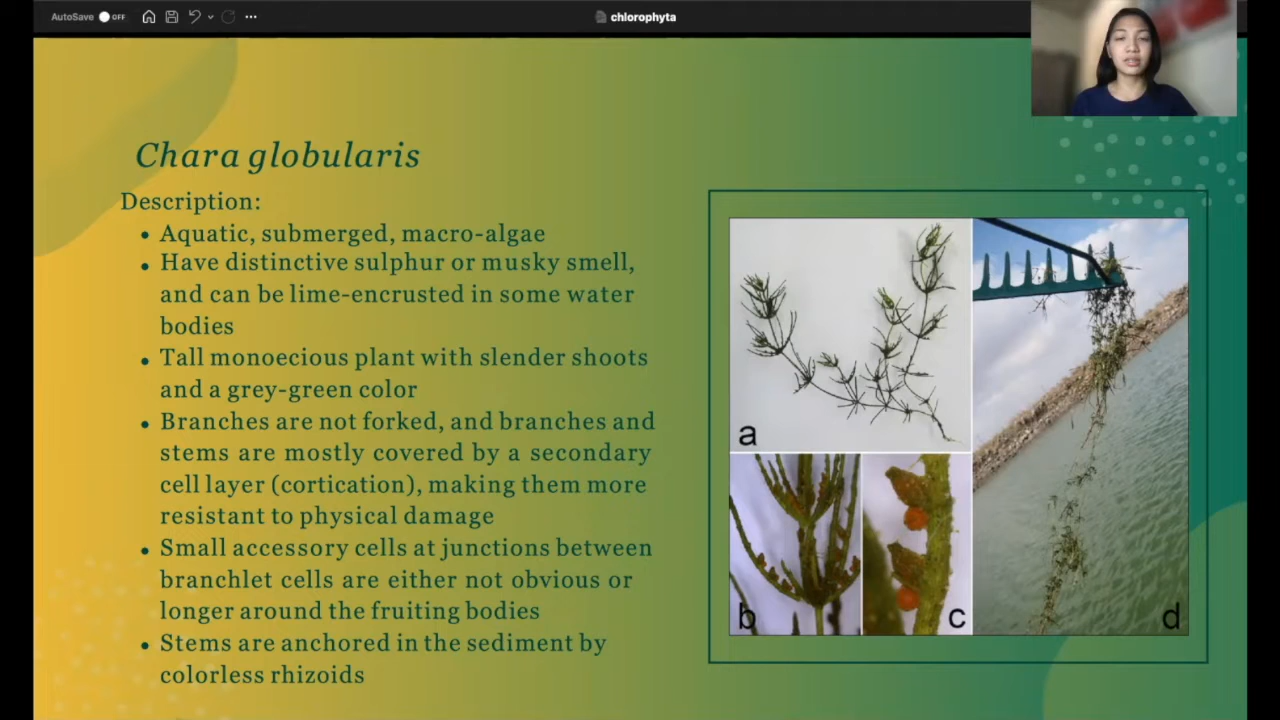 AutoSave OFF
chlorophyta
Chara globularis
Description:
• Aquatic, submerged, macro-algae
• Have distinctive sulphur or musky smell,
and can be lime-encrusted in some water
bodies
• Tall monoecious plant with slender shoots
and a grey-green color
• Branches are not forked, and branches and
stems are mostly covered by a secondary
cell layer (cortication), making them more
resistant to physical damage
• Small accessory cells at junctions between
branchlet cells are either not obvious or
longer around the fruiting bodies
• Stems are anchored in the sediment by
colorless rhizoids
a
b
c
d